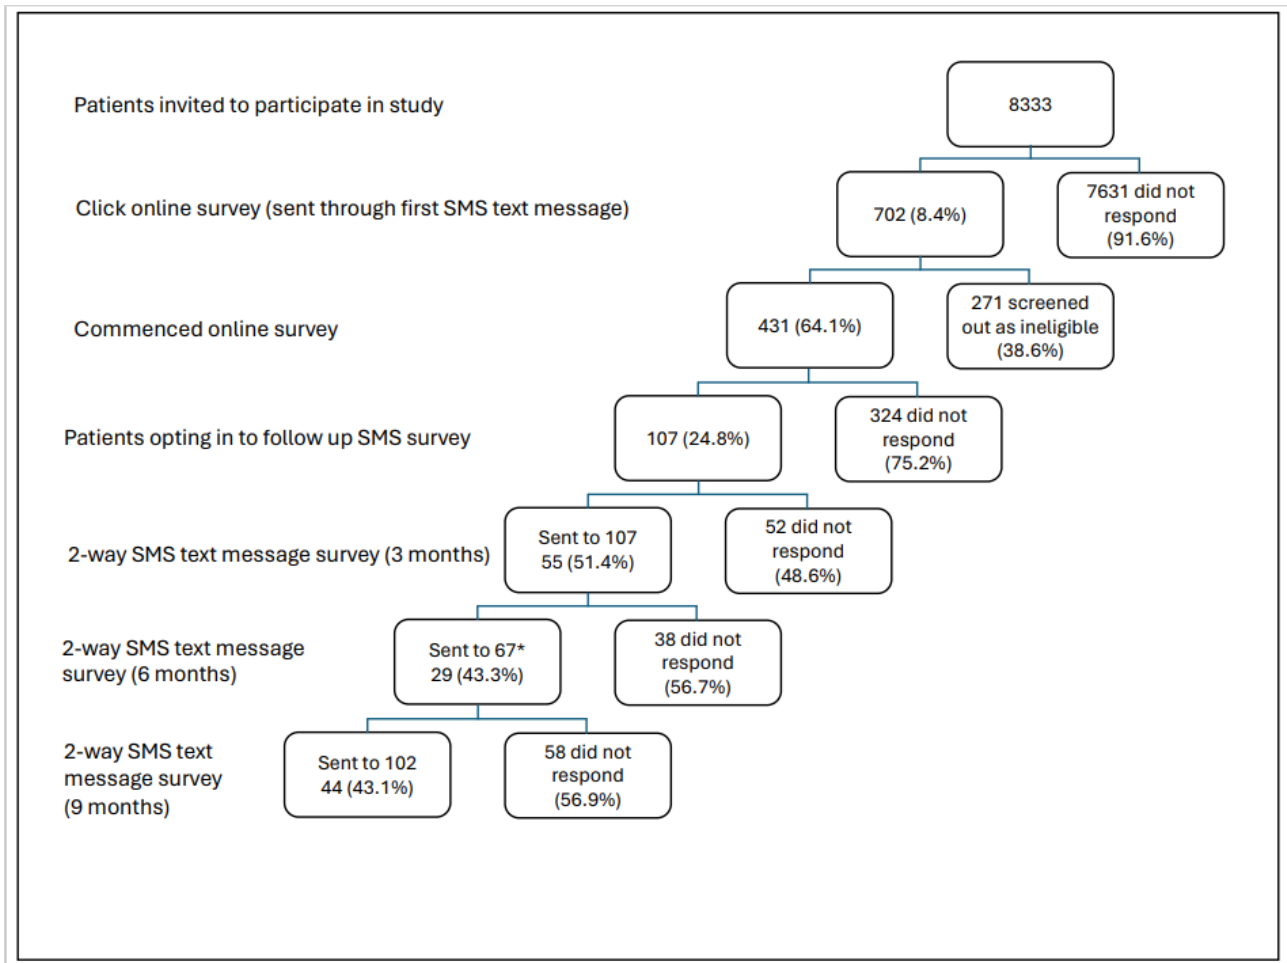 Patients invited to participate in study
8333
Click online survey (sent through first SMS text message)
702 (8.4%)
7631 did not
respond
(91.6%)
Commenced online survey
431 (64.1%)
271 screened
out as ineligible
(38.6%)
Patients opting in to follow up SMS survey
107 (24.8%)
324 did not
respond
(75.2%)
2-way SMS text message survey (3 months)
Sent to 107
55 (51.4%)
52 did not
respond
(48.6%)
2-way SMS text message
survey (6 months)
Sent to 67*
29 (43.3%)
38 did not
respond
(56.7%)
2-way SMS text
message survey
(9 months)
Sent to 102
44 (43.1%)
58 did not
respond
(56.9%)